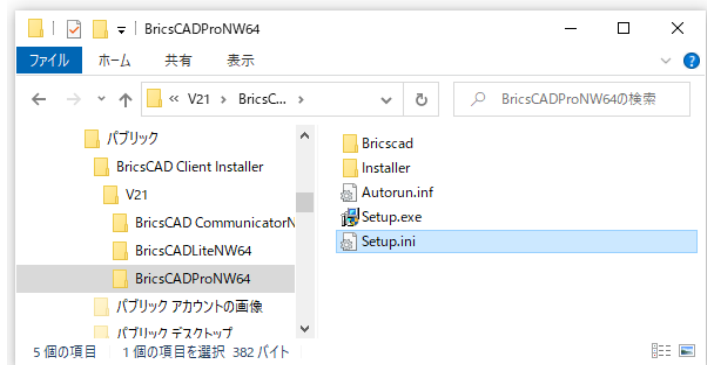 BricsCADProNW64
ファイル ホーム 共有 表示
« V21 › BricsC... › BricsCADProNW64の検索
パブリック
BricsCAD Client Installer
V21
BricsCAD CommunicatorN
BricsCADLiteNW64
BricsCADProNW64
パブリック アカウントの画像
パブリック デスクトップ
Bricscad
Installer
Autorun.inf
Setup.exe
Setup.ini
5 個の項目 1 個の項目を選択 382 バイト